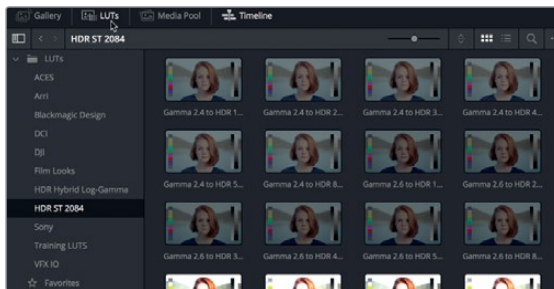 Gallery LUTs Media Pool Timeline
HDR ST 2084
LUTs
ACES
Arri
Blackmagic Design
DCI
DJI
Film Looks
HDR Hybrid Log-Gamma
HDR ST 2084
Sony
Training LUTS
VFX IO
Favorites
Gamma 2.4 to HDR 1... Gamma 2.4 to HDR 2... Gamma 2.4 to HDR 3... Gamma 2.4 to HDR 4...
Gamma 2.4 to HDR 5... Gamma 2.4 to HDR 8... Gamma 2.6 to HDR 1... Gamma 2.6 to HDR 2...
Gamma 2.6 to HDR 3... Gamma 2.6 to HDR 4... Gamma 2.6 to HDR 5... Gamma 2.6 to HDR 8...